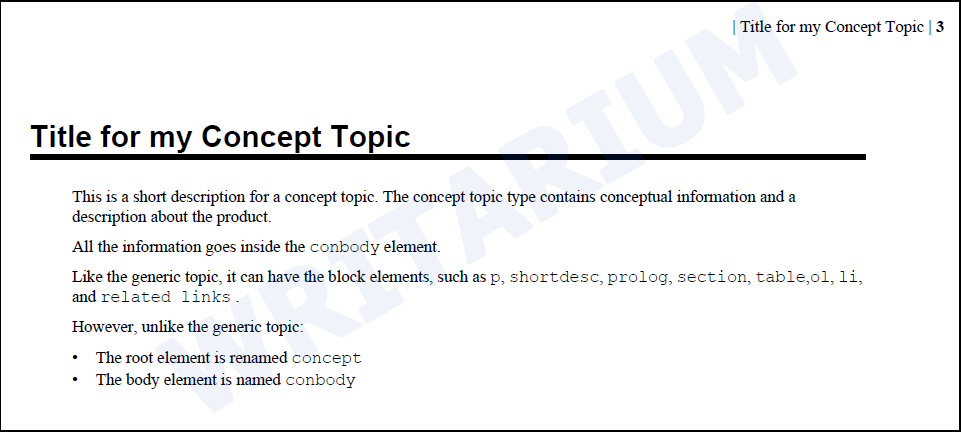 | Title for my Concept Topic | 3
Title for my Concept Topic
This is a short description for a concept topic. The concept topic type contains conceptual information and a
description about the product.
All the information goes inside the conbody element.
Like the generic topic, it can have the block elements, such as p, shortdesc, prolog, section, table,ol, li,
and related links .
However, unlike the generic topic:
• The root element is renamed concept
• The body element is named conbody
WRITARIUM